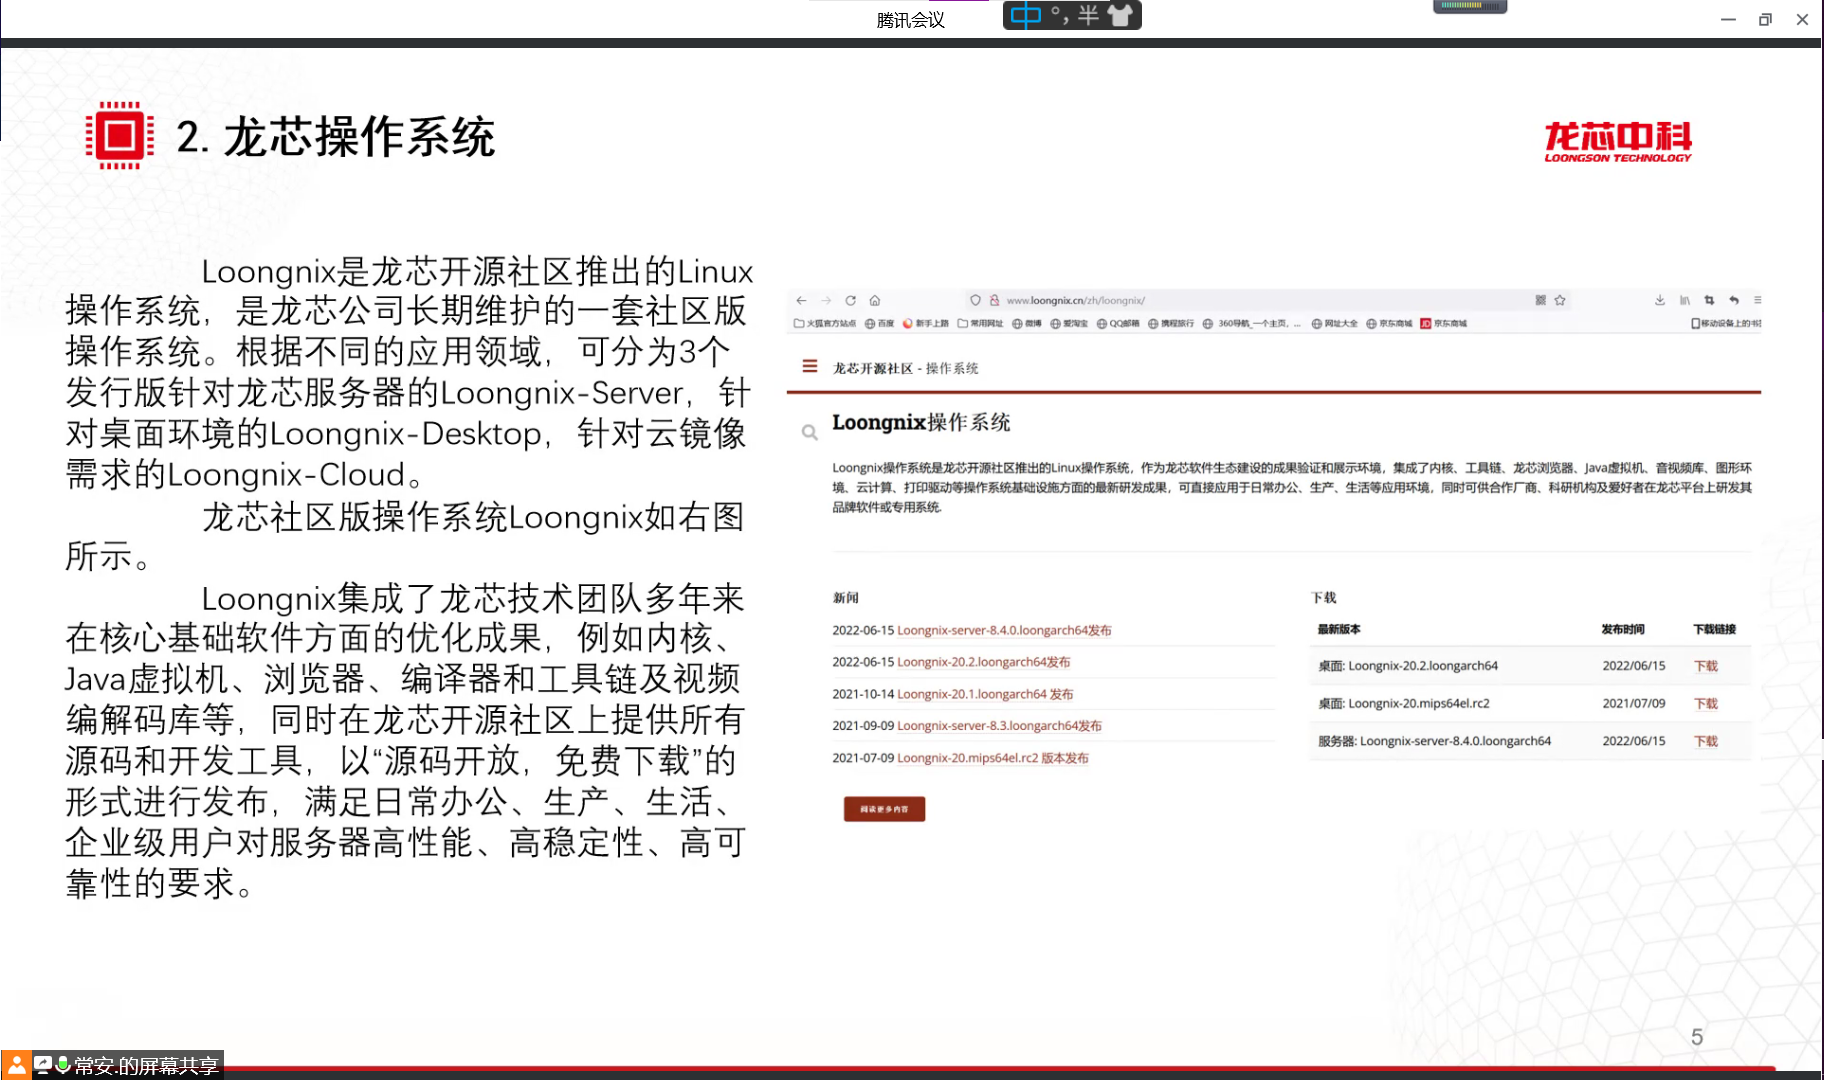 腾讯会议
中 °, 半
2. 龙芯操作系统
龙芯中科
LOONGSON TECHNOLOGY
Loongnix是龙芯开源社区推出的Linux
操作系统，是龙芯公司长期维护的一套社区版
操作系统。根据不同的应用领域，可分为3个
发行版针对龙芯服务器的Loongnix-Server，针
对桌面环境的Loongnix-Desktop，针对云镜像
需求的Loongnix-Cloud。
龙芯社区版操作系统Loongnix如右图
所示。
Loongnix集成了龙芯技术团队多年来
在核心基础软件方面的优化成果，例如内核、
Java虚拟机、浏览器、编译器和工具链及视频
编解码库等，同时在龙芯开源社区上提供所有
源码和开发工具，以“源码开放，免费下载”的
形式进行发布，满足日常办公、生产、生活、
企业级用户对服务器高性能、高稳定性、高可
靠性的要求。
www.loongnix.cn/zh/loongnix/
火狐官方站点 百度 新手上路 常用网址 微博 爱淘宝 QQ邮箱 携程旅行 360导航_一个主页，... 网址大全 京东商城 JD 京东商城 移动设备上的书签
龙芯开源社区 - 操作系统
Loongnix操作系统
Loongnix操作系统是龙芯开源社区推出的Linux操作系统，作为龙芯软件生态建设的成果验证和展示环境，集成了内核、工具链、龙芯浏览器、Java虚拟机、音视频库、图形环
境、云计算、打印驱动等操作系统基础设施方面的最新研发成果，可直接应用于日常办公、生产、生活等应用环境，同时可供合作厂商、科研机构及爱好者在龙芯平台上研发其
品牌软件或专用系统.
新闻
2022-06-15 Loongnix-server-8.4.0.loongarch64发布
2022-06-15 Loongnix-20.2.loongarch64发布
2021-10-14 Loongnix-20.1.loongarch64 发布
2021-09-09 Loongnix-server-8.3.loongarch64发布
2021-07-09 Loongnix-20.mips64el.rc2 版本发布
阅读更多内容
下载
最新版本 发布时间 下载链接
桌面: Loongnix-20.2.loongarch64 2022/06/15 下载
桌面: Loongnix-20.mips64el.rc2 2021/07/09 下载
服务器: Loongnix-server-8.4.0.loongarch64 2022/06/15 下载
5
常安.的屏幕共享